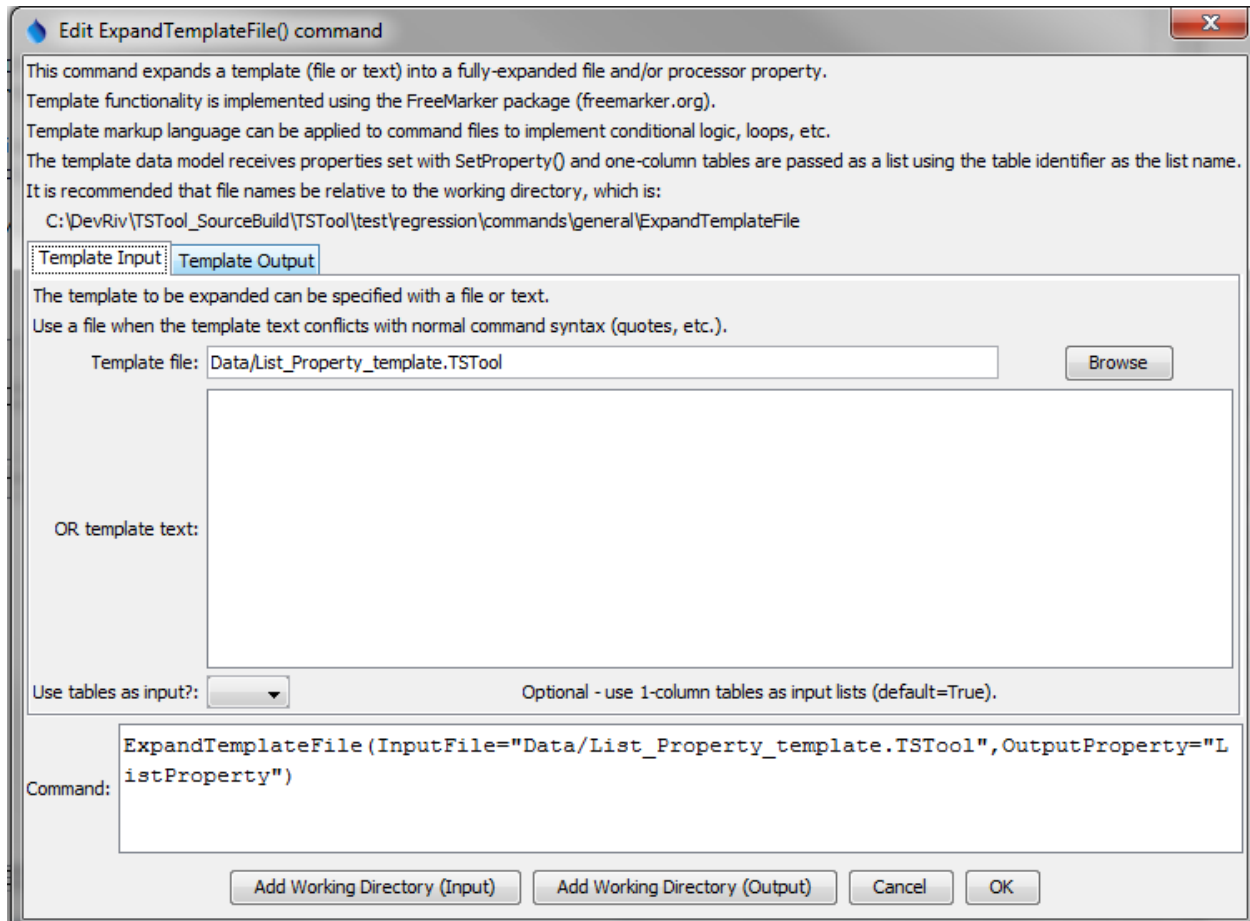 Edit ExpandTemplateFile() command
This command expands a template (file or text) into a fully-expanded file and/or processor property.
Template functionality is implemented using the FreeMarker package (freemarker.org).
Template markup language can be applied to command files to implement conditional logic, loops, etc.
The template data model receives properties set with SetProperty() and one-column tables are passed as a list using the table identifier as the list name.
It is recommended that file names be relative to the working directory, which is:
C:\DevRiv\TSTool_SourceBuild\TSTool\test\regression\commands\general\ExpandTemplateFile
Template Input Template Output
The template to be expanded can be specified with a file or text.
Use a file when the template text conflicts with normal command syntax (quotes, etc.).
Template file: Data/List_Property_template.TSTool Browse
OR template text:
Use tables as input?: Optional - use 1-column tables as input lists (default=True).
ExpandTemplateFile(InputFile="Data/List_Property_template.TSTool",OutputProperty="L
istProperty")
Command:
Add Working Directory (Input) Add Working Directory (Output) Cancel OK